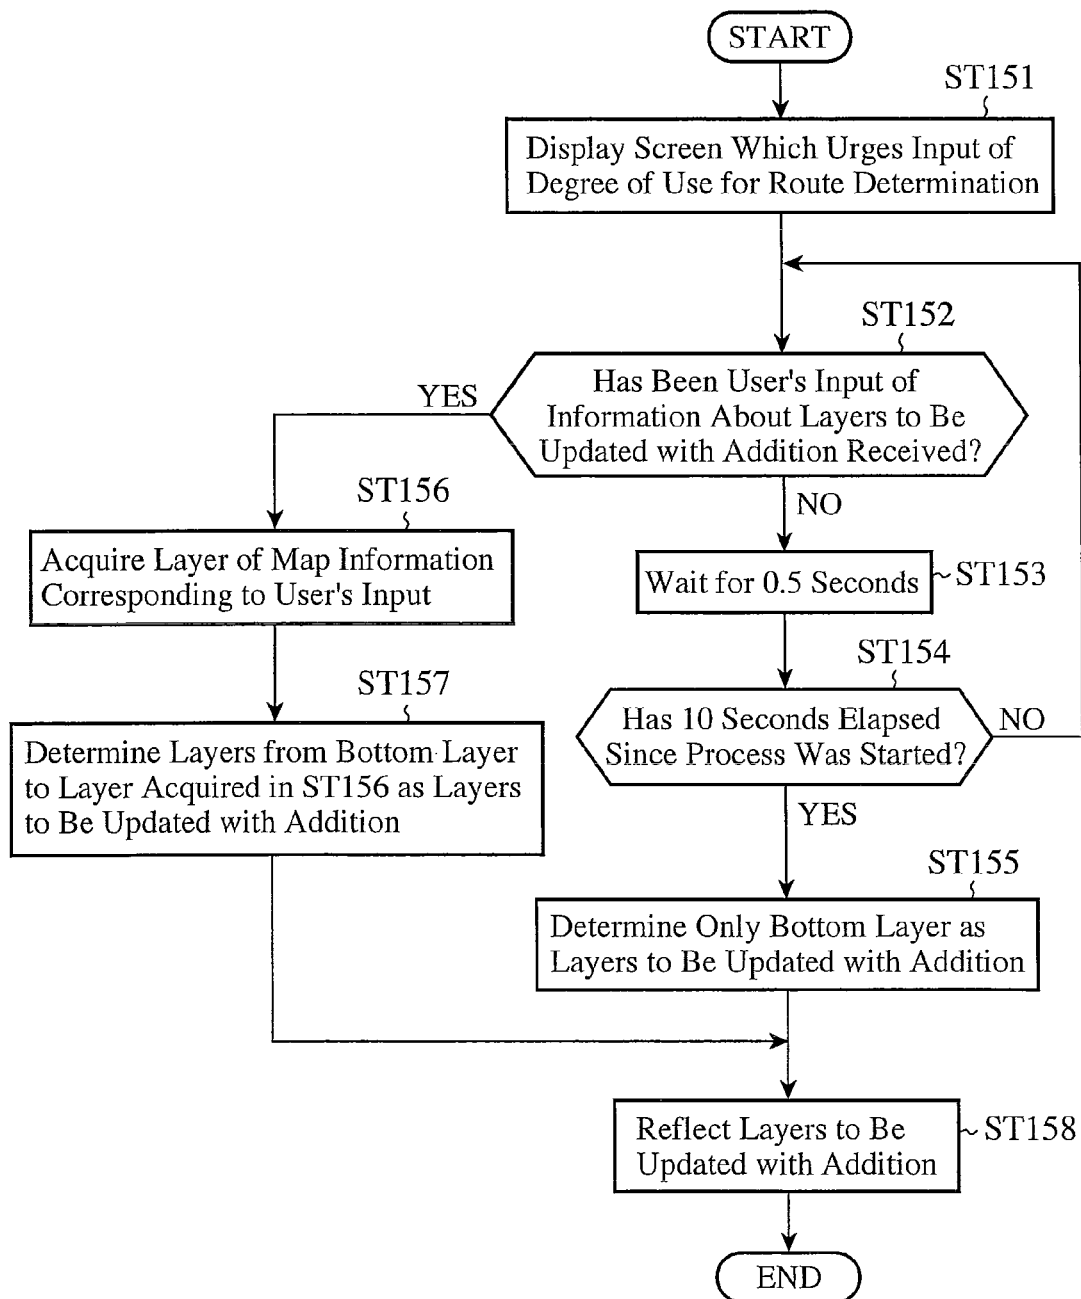 START
ST151
Display Screen Which Urges Input of
Degree of Use for Route Determination
ST152
Has Been User's Input of
Information About Layers to Be
Updated with Addition Received?
YES
NO
ST156
Acquire Layer of Map Information
Corresponding to User's Input
Wait for 0.5 Seconds
ST153
ST154
Has 10 Seconds Elapsed
Since Process Was Started?
NO
YES
ST157
Determine Layers from Bottom Layer
to Layer Acquired in ST156 as Layers
to Be Updated with Addition
ST155
Determine Only Bottom Layer as
Layers to Be Updated with Addition
Reflect Layers to Be
Updated with Addition
ST158
END